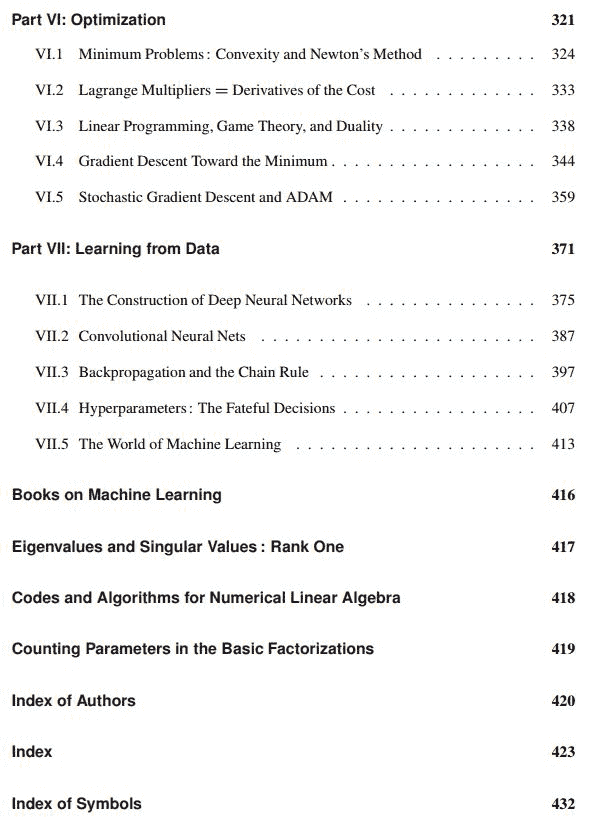 Part VI: Optimization 321
VI.1 Minimum Problems: Convexity and Newton's Method . . . . . . . . . 324
VI.2 Lagrange Multipliers = Derivatives of the Cost . . . . . . . . . . . . . 333
VI.3 Linear Programming, Game Theory, and Duality . . . . . . . . . . . . . 338
VI.4 Gradient Descent Toward the Minimum . . . . . . . . . . . . . . . . . . 344
VI.5 Stochastic Gradient Descent and ADAM . . . . . . . . . . . . . . . . . 359
Part VII: Learning from Data 371
VII.1 The Construction of Deep Neural Networks . . . . . . . . . . . . . . . 375
VII.2 Convolutional Neural Nets . . . . . . . . . . . . . . . . . . . . . . . . 387
VII.3 Backpropagation and the Chain Rule . . . . . . . . . . . . . . . . . . . 397
VII.4 Hyperparameters: The Fateful Decisions . . . . . . . . . . . . . . . . . 407
VII.5 The World of Machine Learning . . . . . . . . . . . . . . . . . . . . . 413
Books on Machine Learning 416
Eigenvalues and Singular Values: Rank One 417
Codes and Algorithms for Numerical Linear Algebra 418
Counting Parameters in the Basic Factorizations 419
Index of Authors 420
Index 423
Index of Symbols 432